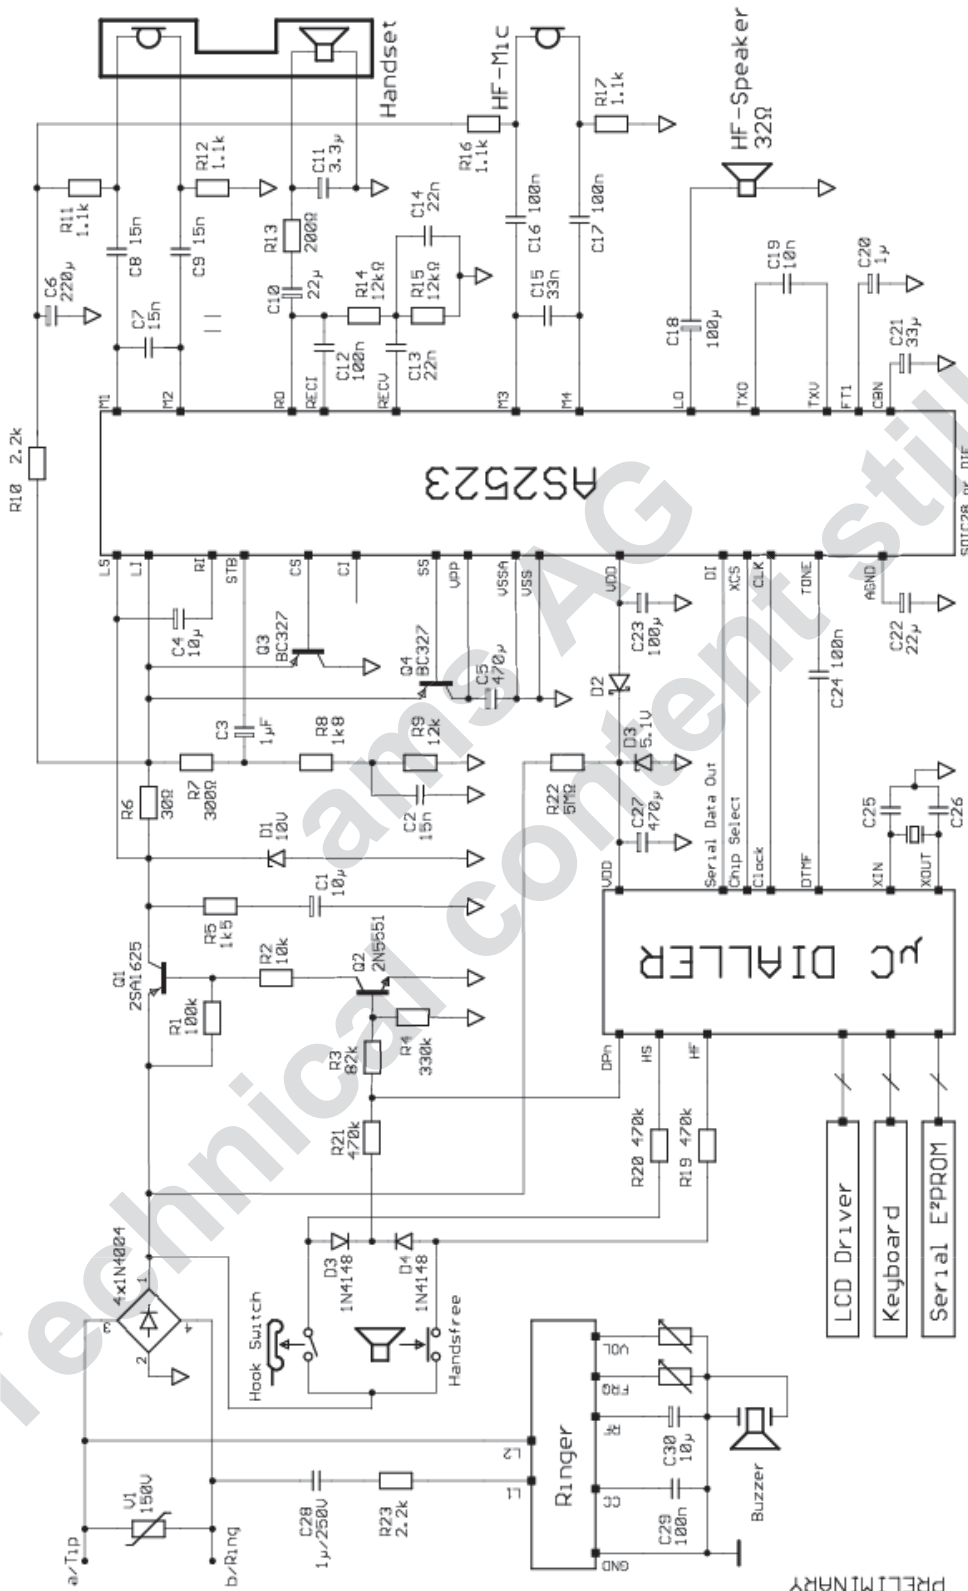 Handset
R11
1.1k
R12
1.1k
C6
220µ
C8 15n
C9 15n
C7
15n
R10 2.2k
R13
200Ω
C11
3.3µ
C10
22µ
R14
12kΩ
R15
12kΩ
C14
22n
C12
100n
C13
22n
R16
1.1k
HF-Mic
R17
1.1k
C16 100n
C17 100n
C15
33n
HF-Speaker
32Ω
C18
100µ
C19
10n
C20
1µ
C21
33µ
M1
M2
RO
RECI
RECV
M3
M4
LO
TXO
TXV
FT1
CBN
AS2523
LS
LI
RI
STB
CS
CI
SS
VPP
VSSA
VSS
VDD
DI
XCS
CLK
TONE
AGND
C4
10µ
Q3
BC327
Q4
BC327
C5
470µ
C23
100µ
C22
22µ
C24 100n
D2
D3
5.1V
R6
30Ω
R7
300Ω
C3
1µF
R8
1k8
R9
12k
C2
15n
R22
5MΩ
C27
470µ
D1
10V
R5
1k5
C1
10µ
Q1
2SA1625
R1
100k
R2
10k
Q2
2N5551
R3
82k
R4
330k
R21
470k
VDD
Serial Data Out
Chip Select
Clock
DTMF
XIN
XOUT
C25
C26
µC DIALLER
DPn
HS
HF
R20 470k
R19 470k
LCD Driver
Keyboard
Serial E²PROM
4x1N4004
1
2
3
4
D3
1N4148
D4
1N4148
Hook Switch
Handsfree
V1
150V
a/Tip
b/Ring
C28
1µ/250V
R23
2.2k
Ringer
L2
L1
VOL
FRQ
CC
GND
C30
10µ
C29
100n
Buzzer
PRELIMINARY
ams AG
Technical content still